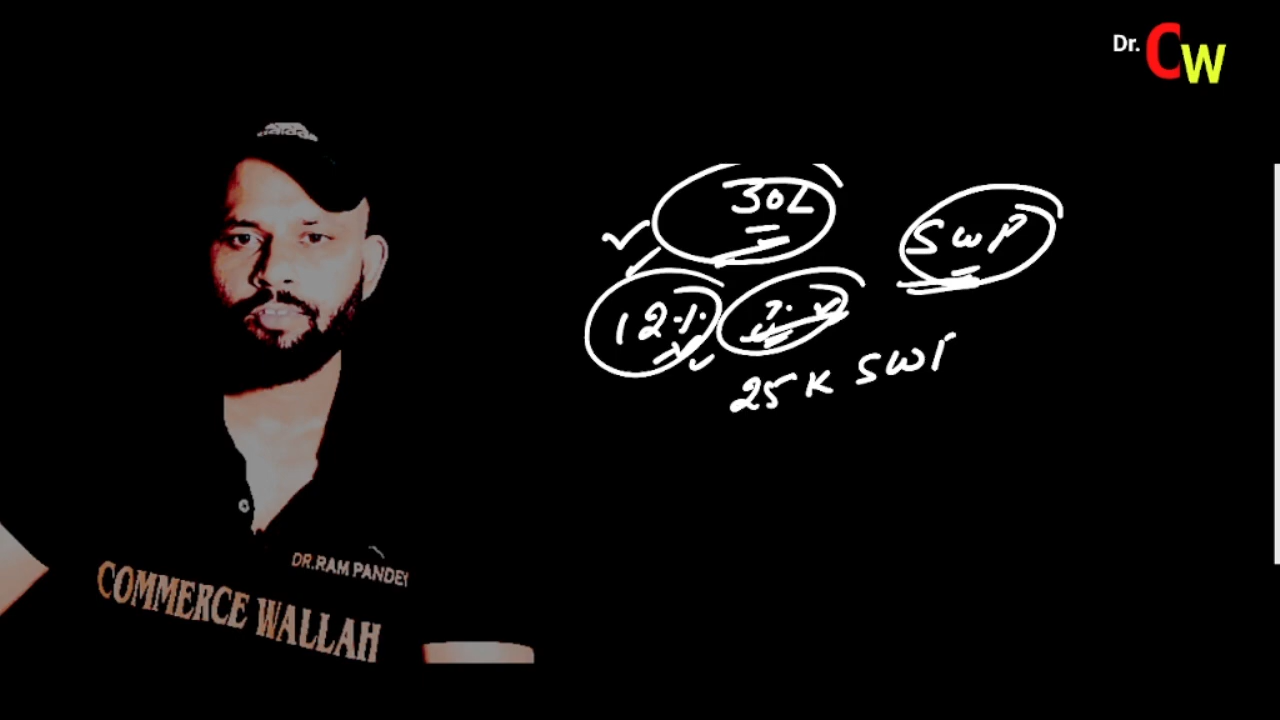 Dr. CW
30L
SWP
12%
25K SWP
DR.RAM PANDEY
COMMERCE WALLAH